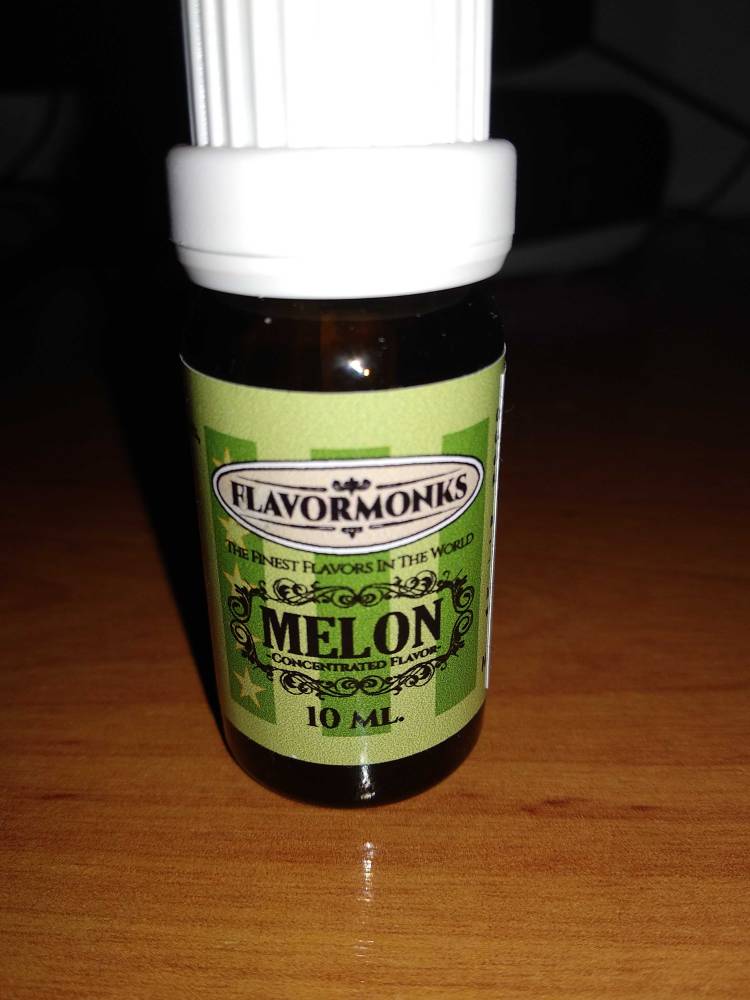 FLAVORMONKS
THE FINEST FLAVORS IN THE WORLD
MELON
-CONCENTRATED FLAVOR-
10 ML.